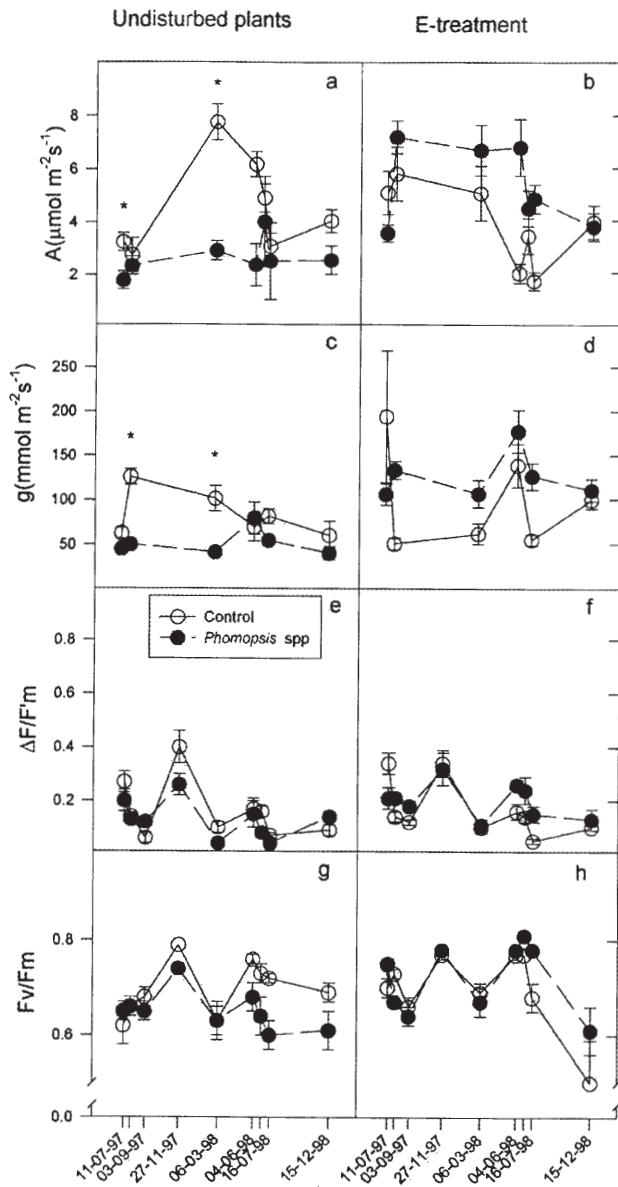 Undisturbed plants
E-treatment
A(µmol m-2s-1)
8
6
4
2
*
*
a
b
g(mmol m-2s-1)
250
200
150
100
50
*
*
c
d
ΔF/F'm
0.8
0.6
0.4
0.2
Control
Phomopsis spp
e
f
Fv/Fm
0.8
0.6
0.0
g
h
11-07-97
03-09-97
27-11-97
06-03-98
04-06-98
16-07-98
15-12-98
11-07-97
03-09-97
27-11-97
06-03-98
04-06-98
16-07-98
15-12-98